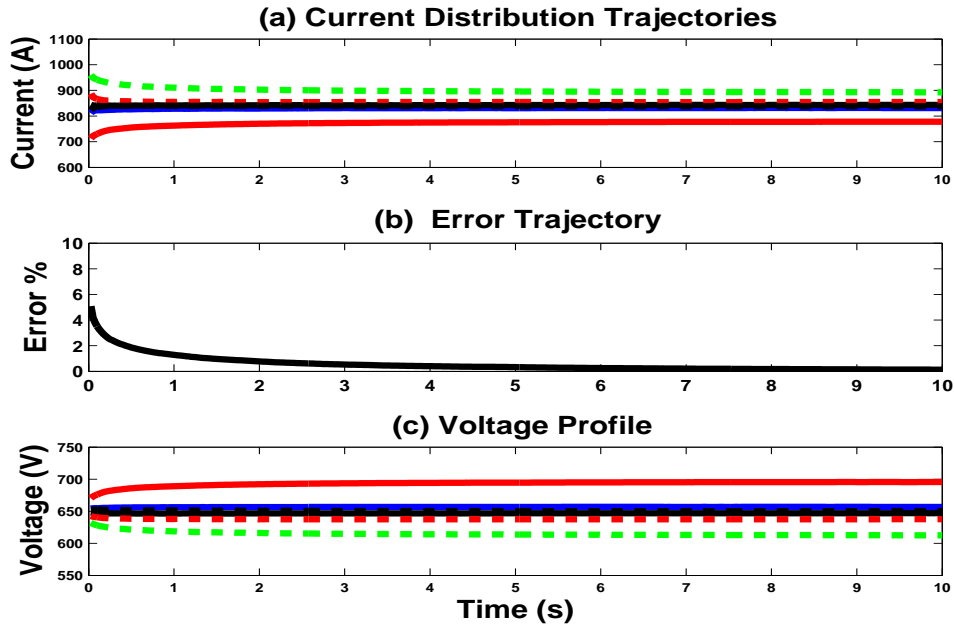 (a) Current Distribution Trajectories
Current (A)
1100
1000
900
800
700
600
0 1 2 3 4 5 6 7 8 9 10
(b) Error Trajectory
Error %
10
8
6
4
2
0
0 1 2 3 4 5 6 7 8 9 10
(c) Voltage Profile
Voltage (V)
750
700
650
600
550
0 1 2 3 4 5 6 7 8 9 10
Time (s)